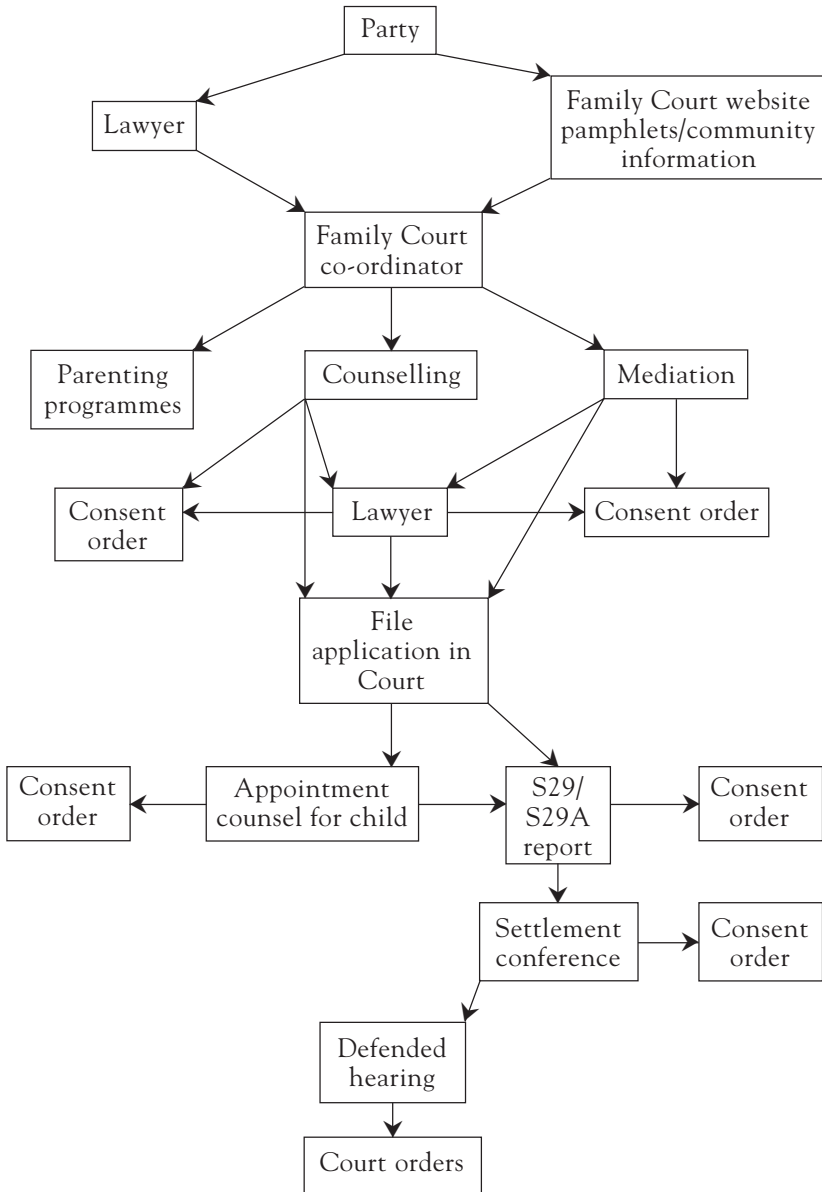 Party
Lawyer
Family Court website
pamphlets/community
information
Family Court
co-ordinator
Parenting
programmes
Counselling
Mediation
Consent
order
Lawyer
Consent order
File
application in
Court
Consent
order
Appointment
counsel for child
S29/
S29A
report
Consent
order
Settlement
conference
Consent
order
Defended
hearing
Court orders